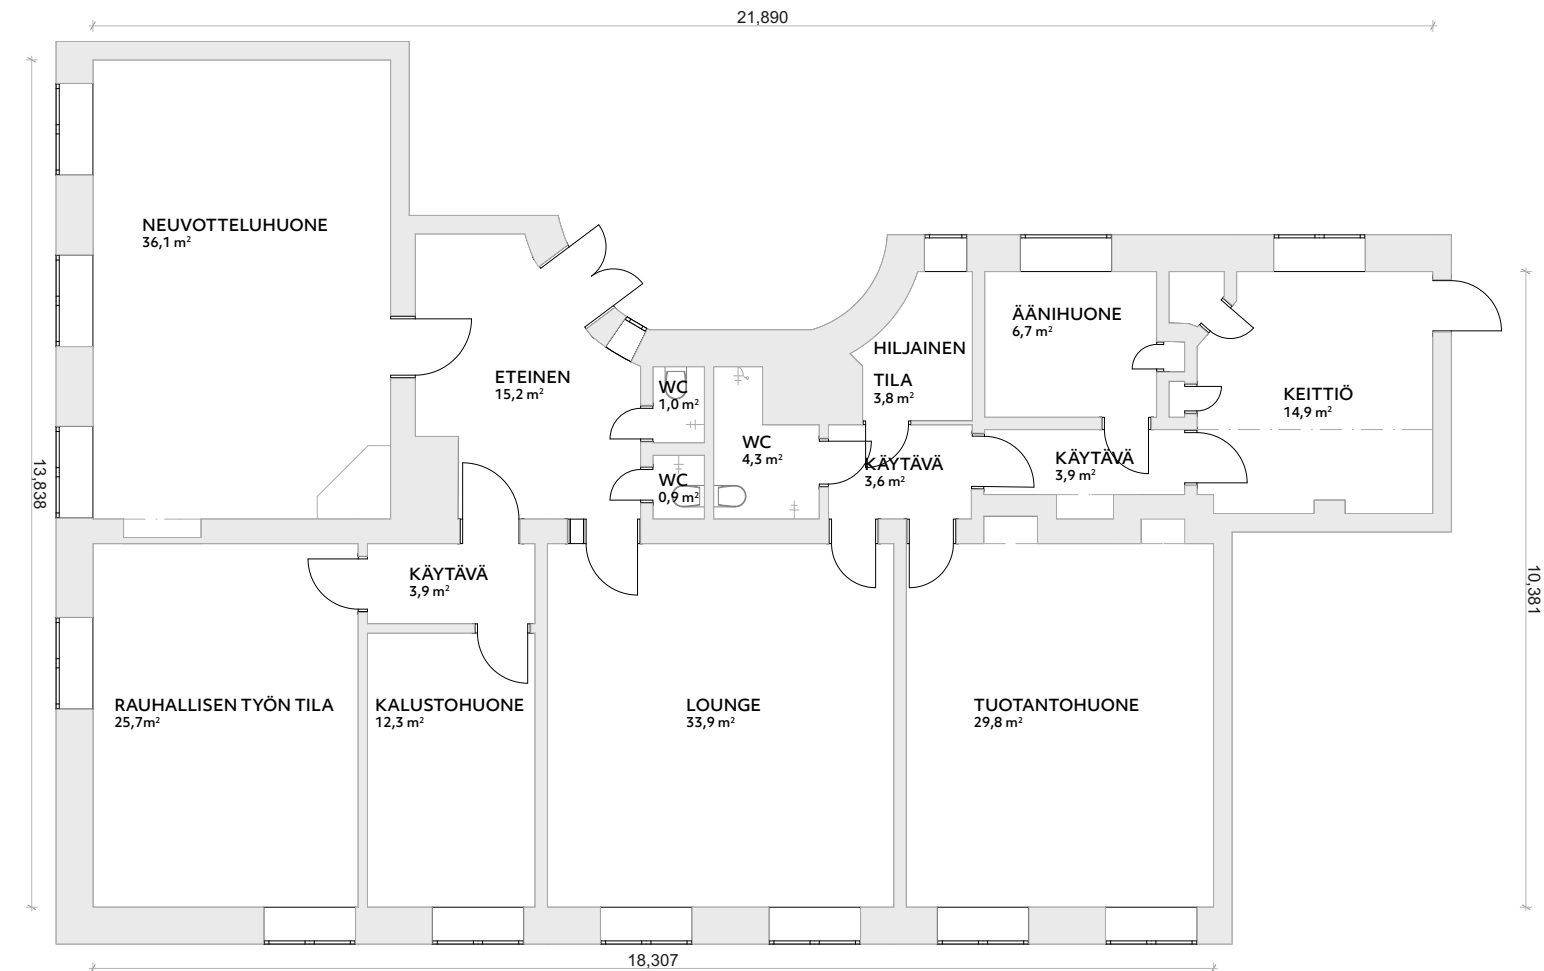 21,890
NEUVOTTELUHUONE
36,1 m²
ETEINEN
15,2 m²
WC
1,0 m²
WC
0,9 m²
WC
4,3 m²
HILJAINEN
TILA
3,8 m²
ÄÄNIHUONE
6,7 m²
KEITTIÖ
14,9 m²
KÄYTÄVÄ
3,6 m²
KÄYTÄVÄ
3,9 m²
13,838
KÄYTÄVÄ
3,9 m²
10,381
RAUHALLISEN TYÖN TILA
25,7m²
KALUSTOHUONE
12,3 m²
LOUNGE
33,9 m²
TUOTANTOHUONE
29,8 m²
18,307